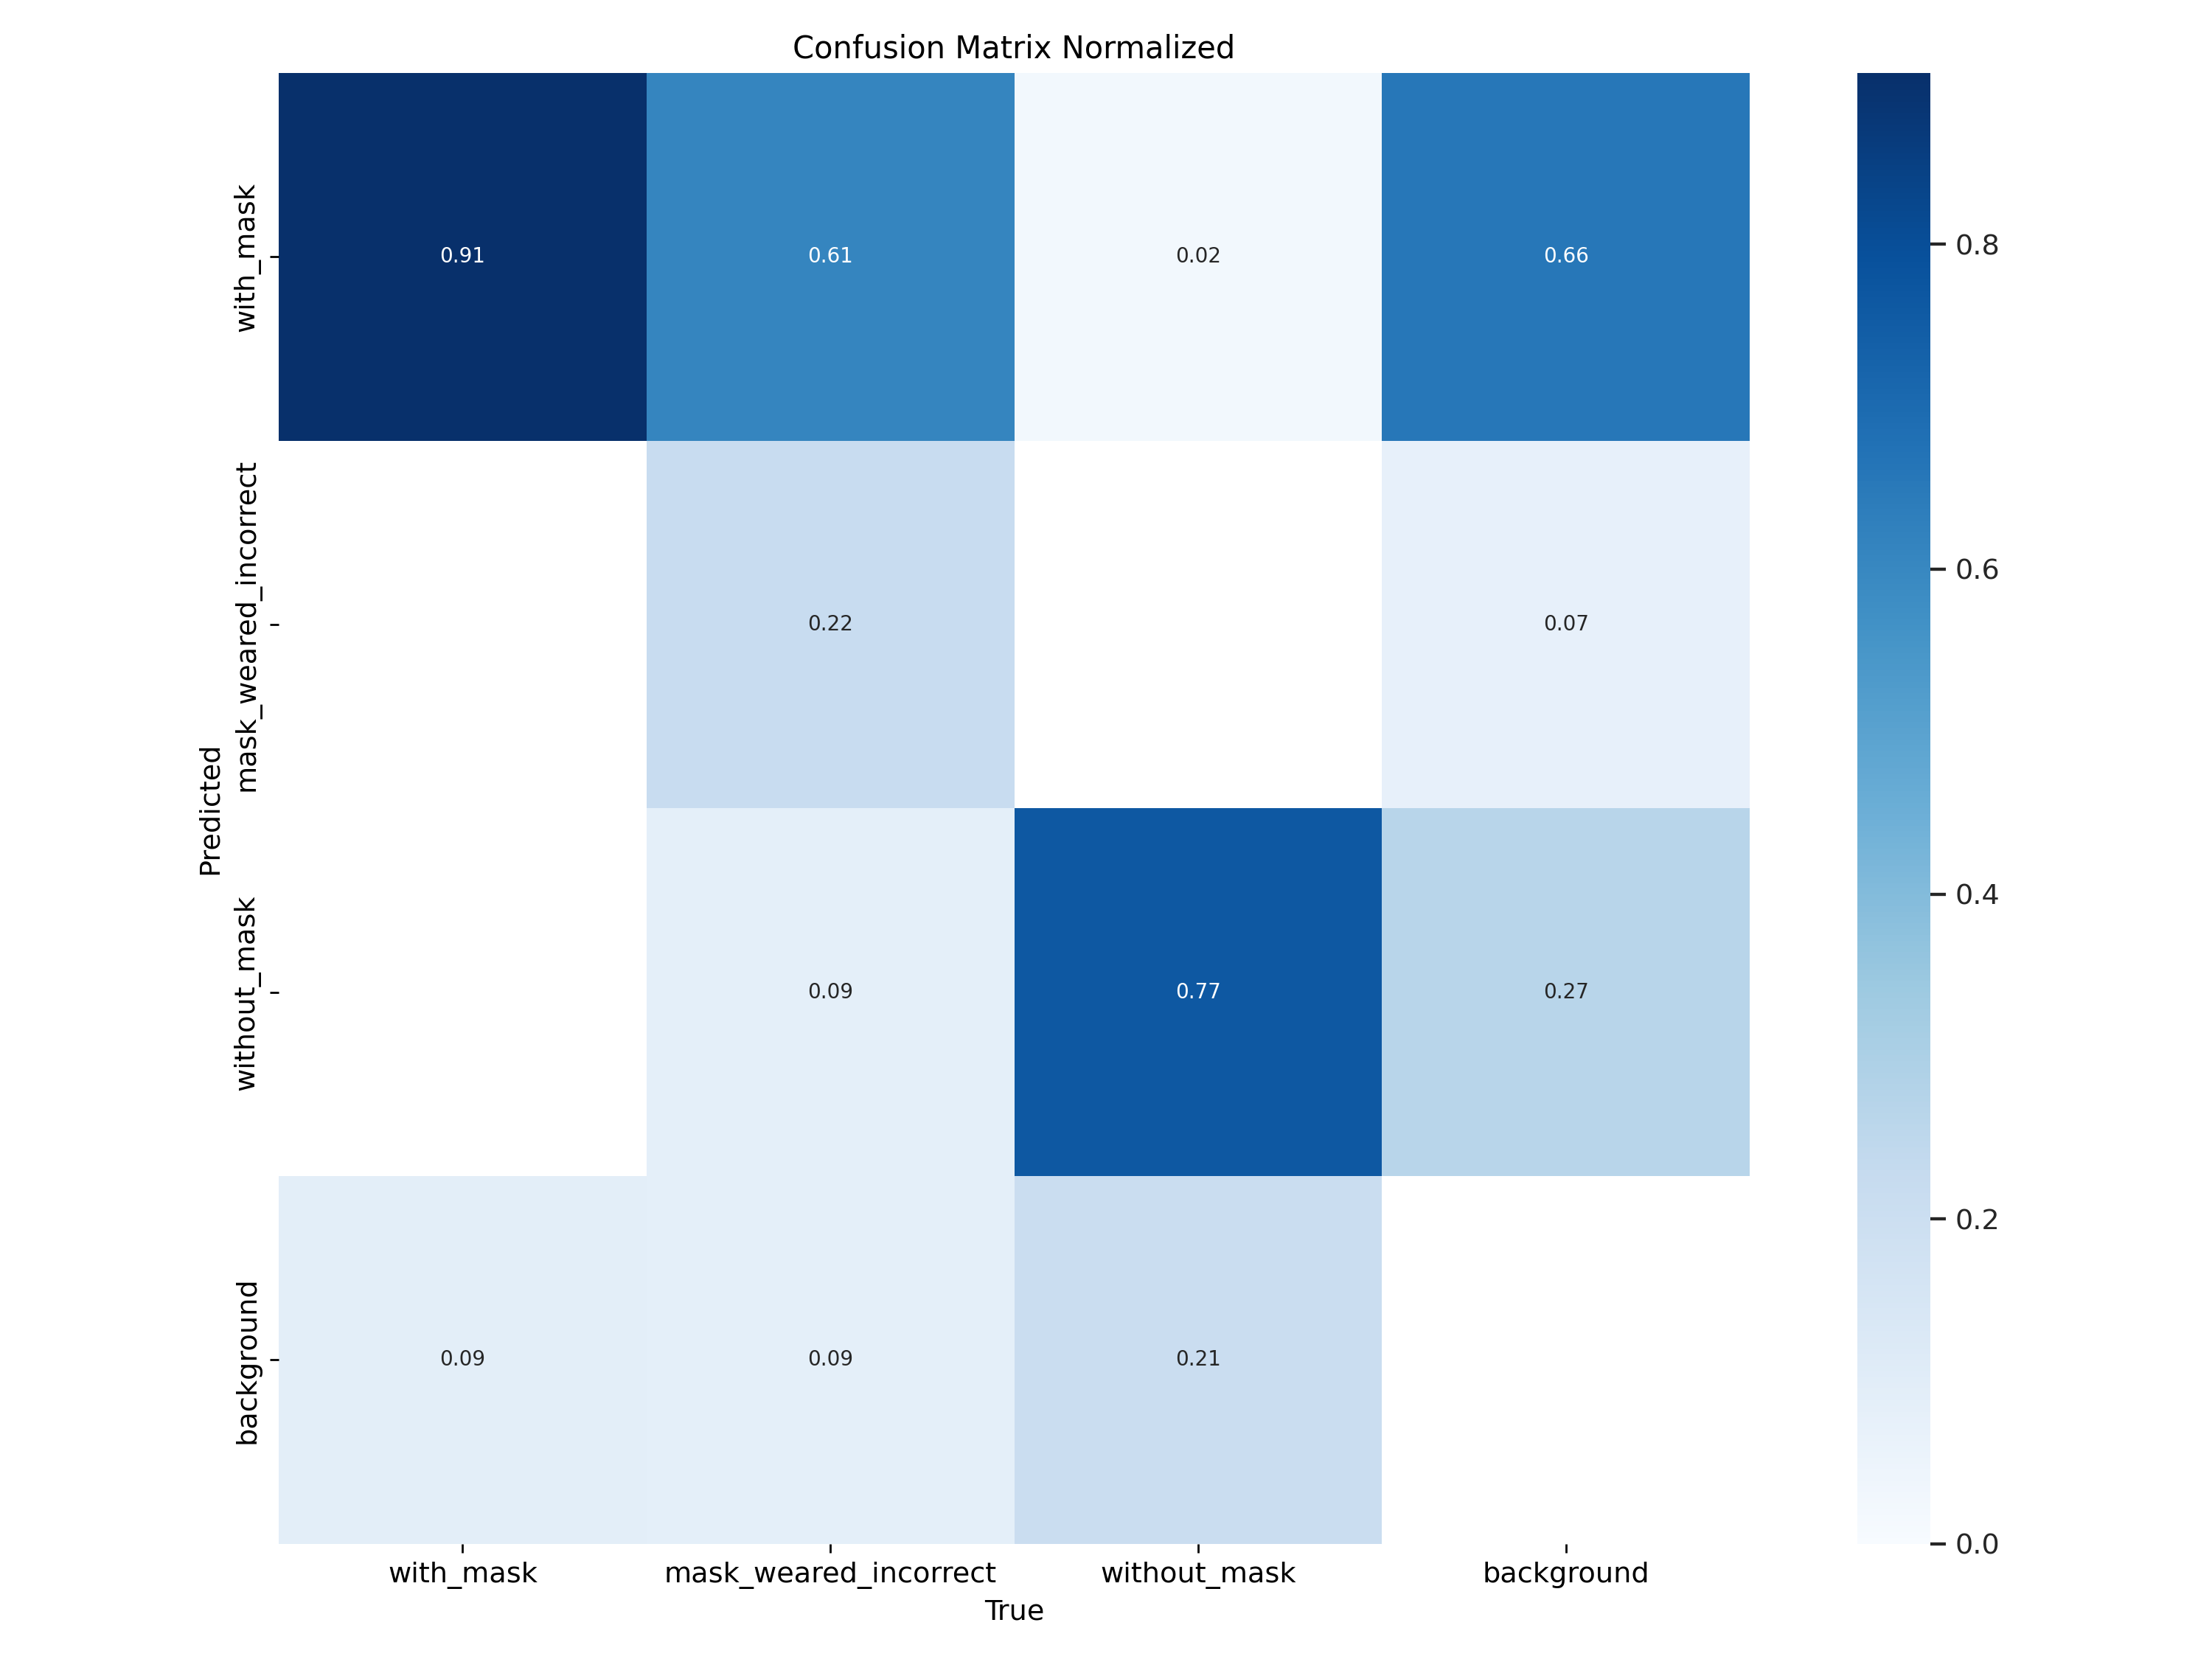 Confusion Matrix Normalized
with_mask
0.91
0.61
0.02
0.66
0.8
mask_weared_incorrect
0.22
0.07
0.6
Predicted
without_mask
0.09
0.77
0.27
0.4
background
0.09
0.09
0.21
0.2
0.0
with_mask
mask_weared_incorrect
without_mask
background
True